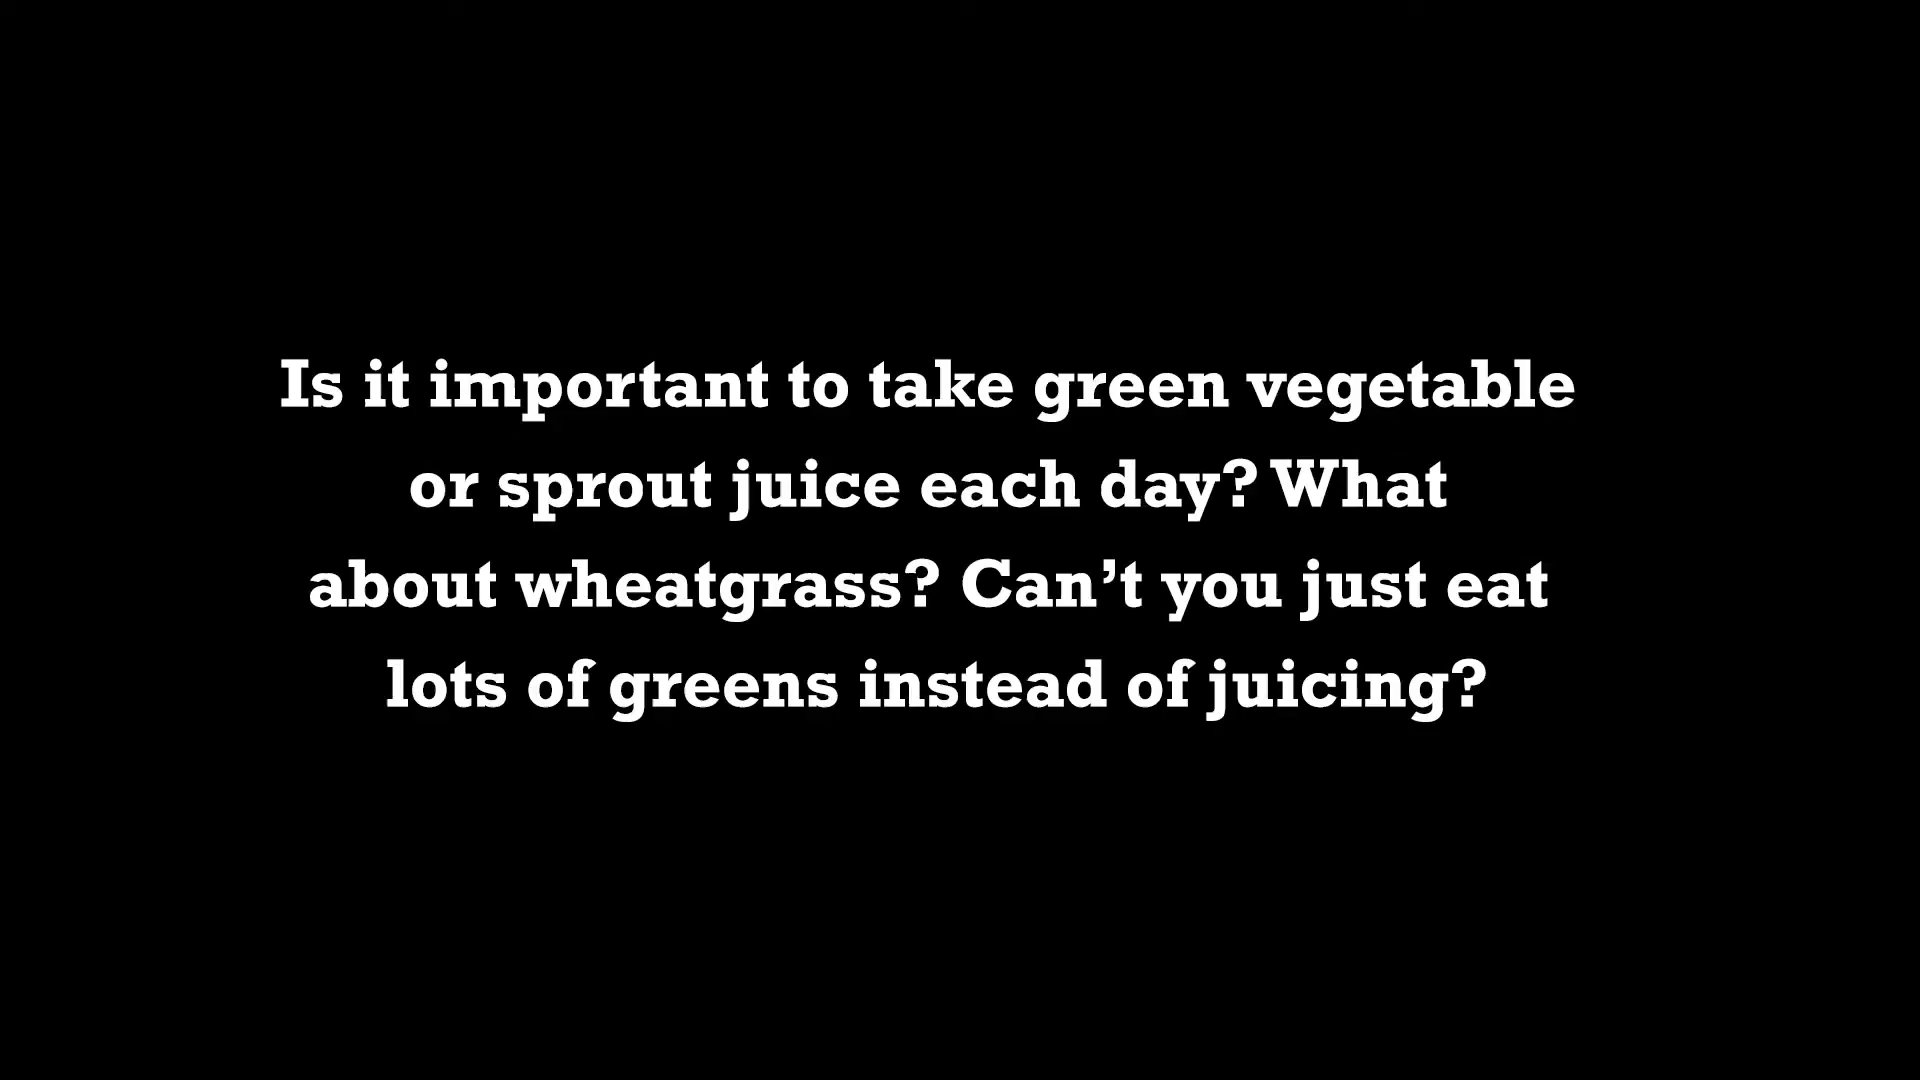 Is it important to take green vegetable
or sprout juice each day? What
about wheatgrass? Can’t you just eat
lots of greens instead of juicing?